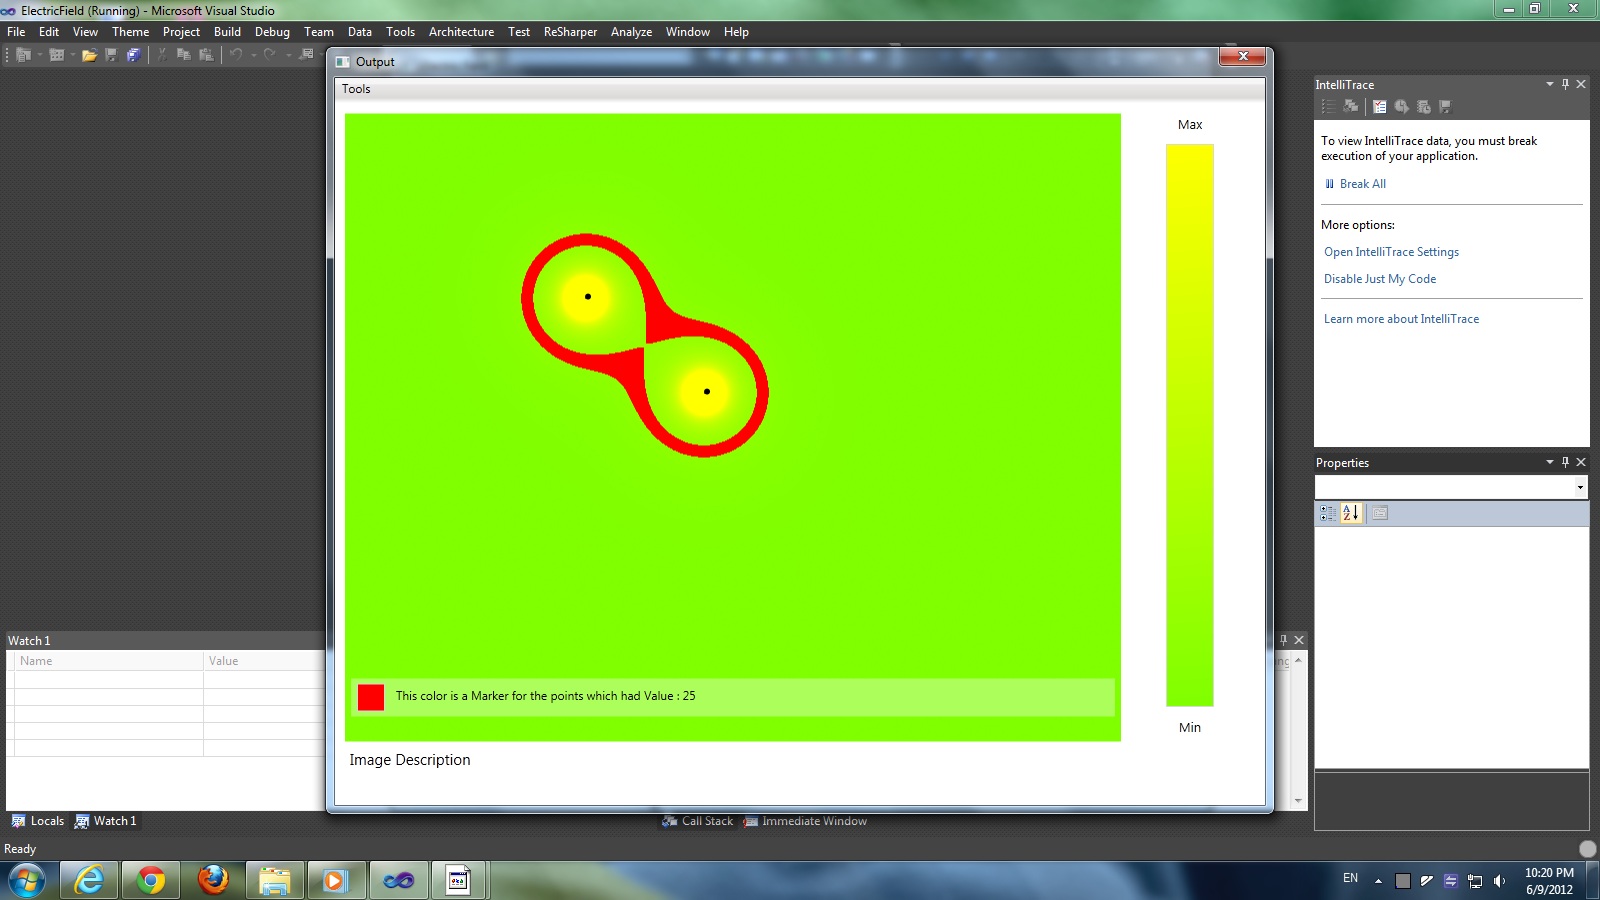 ElectricField (Running) - Microsoft Visual Studio
File Edit View Theme Project Build Debug Team Data Tools Architecture Test ReSharper Analyze Window Help
Output
Tools
Max
Min
This color is a Marker for the points which had Value : 25
Image Description
IntelliTrace
To view IntelliTrace data, you must break
execution of your application.
Break All
More options:
Open IntelliTrace Settings
Disable Just My Code
Learn more about IntelliTrace
Properties
Watch 1
Name Value
Locals Watch 1
Call Stack Immediate Window
Ready
EN
10:20 PM
6/9/2012